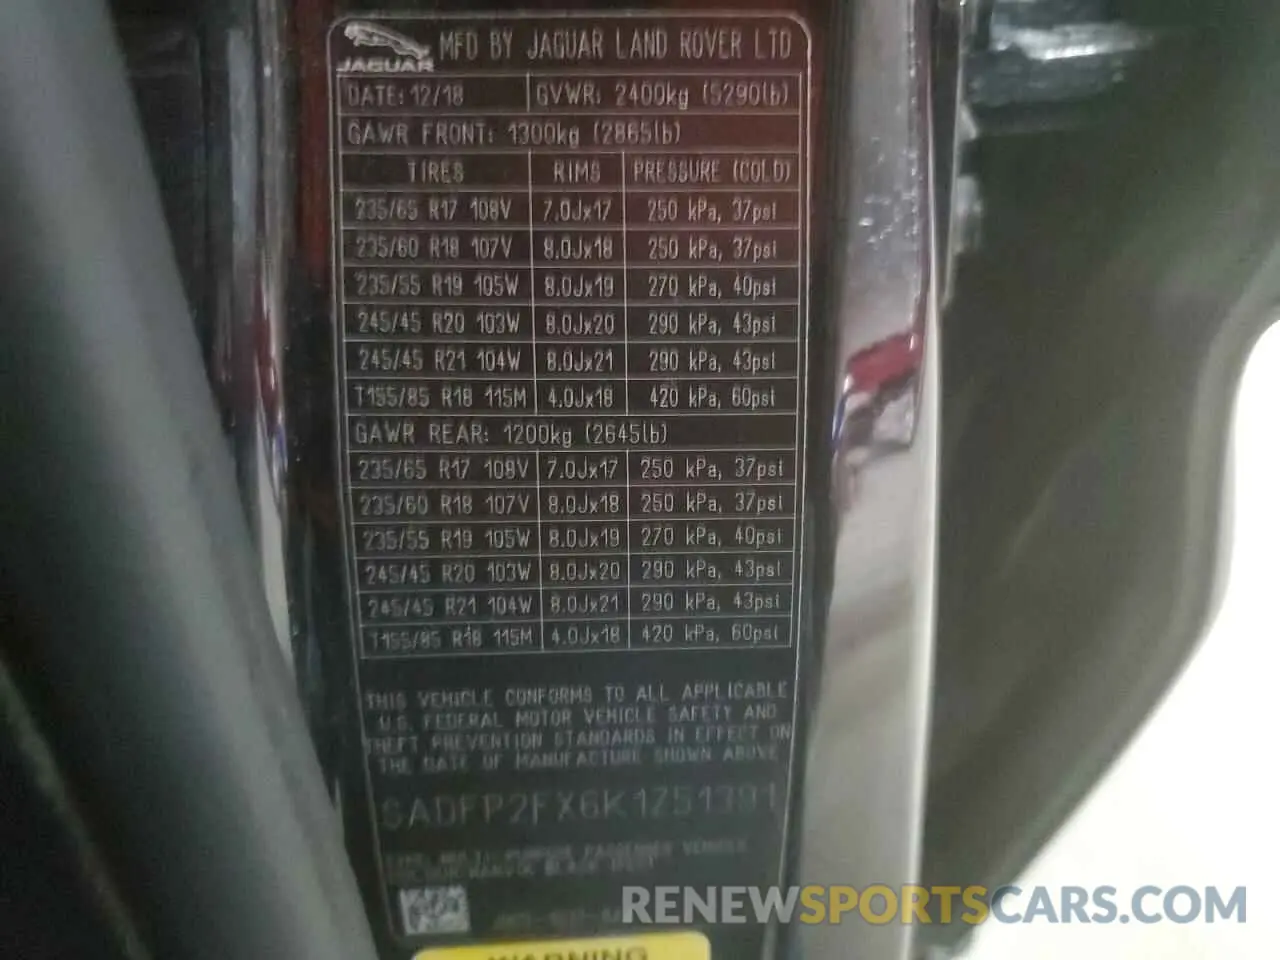 JAGUAR
MFD BY JAGUAR LAND ROVER LTD
DATE: 12/18 GVWR: 2400kg (5290lb)
GAWR FRONT: 1300kg (2865lb)
TIRES RIMS PRESSURE (COLD)
235/65 R17 108V 7.0Jx17 250 kPa, 37psi
235/60 R18 107V 8.0Jx18 250 kPa, 37psi
235/55 R19 105W 8.0Jx19 270 kPa, 40psi
245/45 R20 103W 8.0Jx20 290 kPa, 43psi
245/45 R21 104W 8.0Jx21 290 kPa, 43psi
T155/85 R18 115M 4.0Jx18 420 kPa, 60psi
GAWR REAR: 1200kg (2645lb)
235/65 R17 108V 7.0Jx17 250 kPa, 37psi
235/60 R18 107V 8.0Jx18 250 kPa, 37psi
235/55 R19 105W 8.0Jx19 270 kPa, 40psi
245/45 R20 103W 8.0Jx20 290 kPa, 43psi
245/45 R21 104W 8.0Jx21 290 kPa, 43psi
T155/85 R18 115M 4.0Jx18 420 kPa, 60psi
THIS VEHICLE CONFORMS TO ALL APPLICABLE
U.S. FEDERAL MOTOR VEHICLE SAFETY AND
THEFT PREVENTION STANDARDS IN EFFECT ON
THE DATE OF MANUFACTURE SHOWN ABOVE
SADFP2FX6K1Z51391
TYPE: MULTI PURPOSE PASSENGER VEHICLE
BLACK
RENEWSPORTSCARS.COM
WARNING